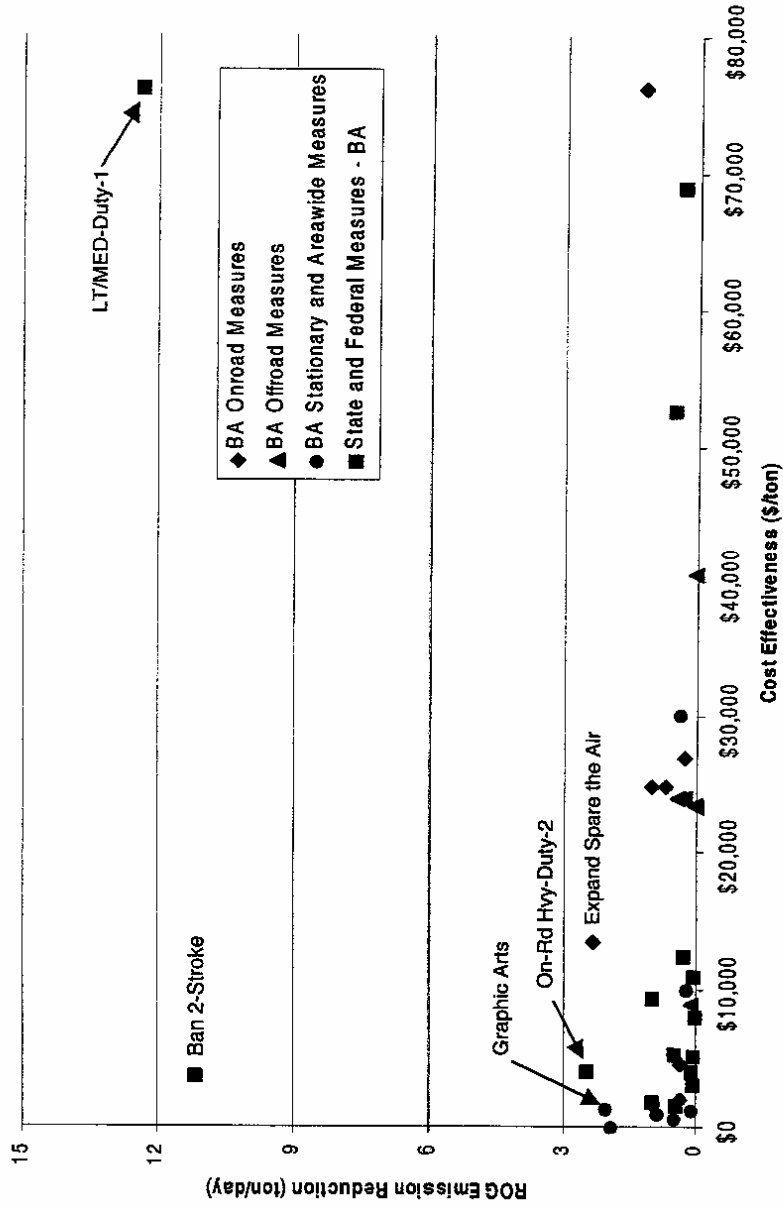 ROG Emission Reduction (ton/day)
15
12
9
6
3
0
LT/MED-Duty-1
Ban 2-Stroke
BA Onroad Measures
BA Offroad Measures
BA Stationary and Areawide Measures
State and Federal Measures - BA
Graphic Arts
On-Rd Hvy-Duty-2
Expand Spare the Air
$0
$10,000
$20,000
$30,000
$40,000
$50,000
$60,000
$70,000
$80,000
Cost Effectiveness ($/ton)